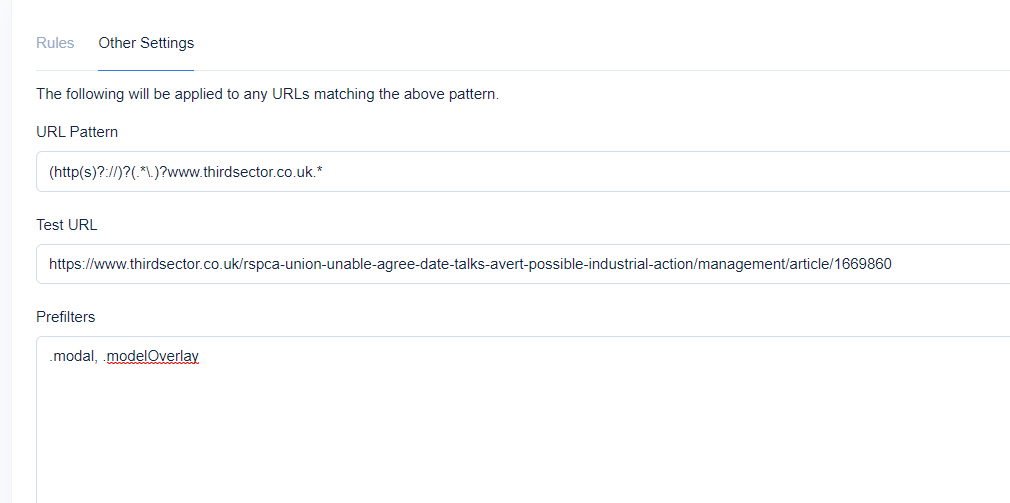 Rules Other Settings
The following will be applied to any URLs matching the above pattern.
URL Pattern
(http(s)?://)?(.*\.)?www.thirdsector.co.uk.*
Test URL
https://www.thirdsector.co.uk/rspca-union-unable-agree-date-talks-avert-possible-industrial-action/management/article/1669860
Prefilters
.modal, .modelOverlay